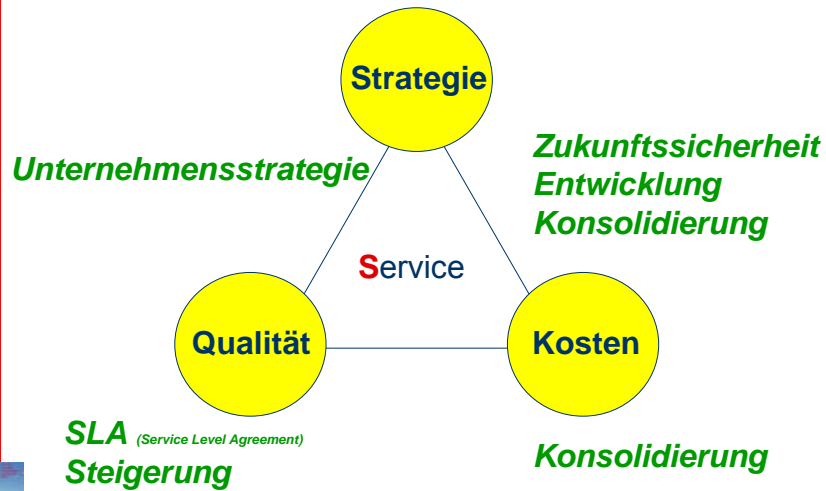 Strategie
Unternehmensstrategie
Zukunftssicherheit
Entwicklung
Konsolidierung
Service
Qualität
Kosten
SLA (Service Level Agreement)
Steigerung
Konsolidierung